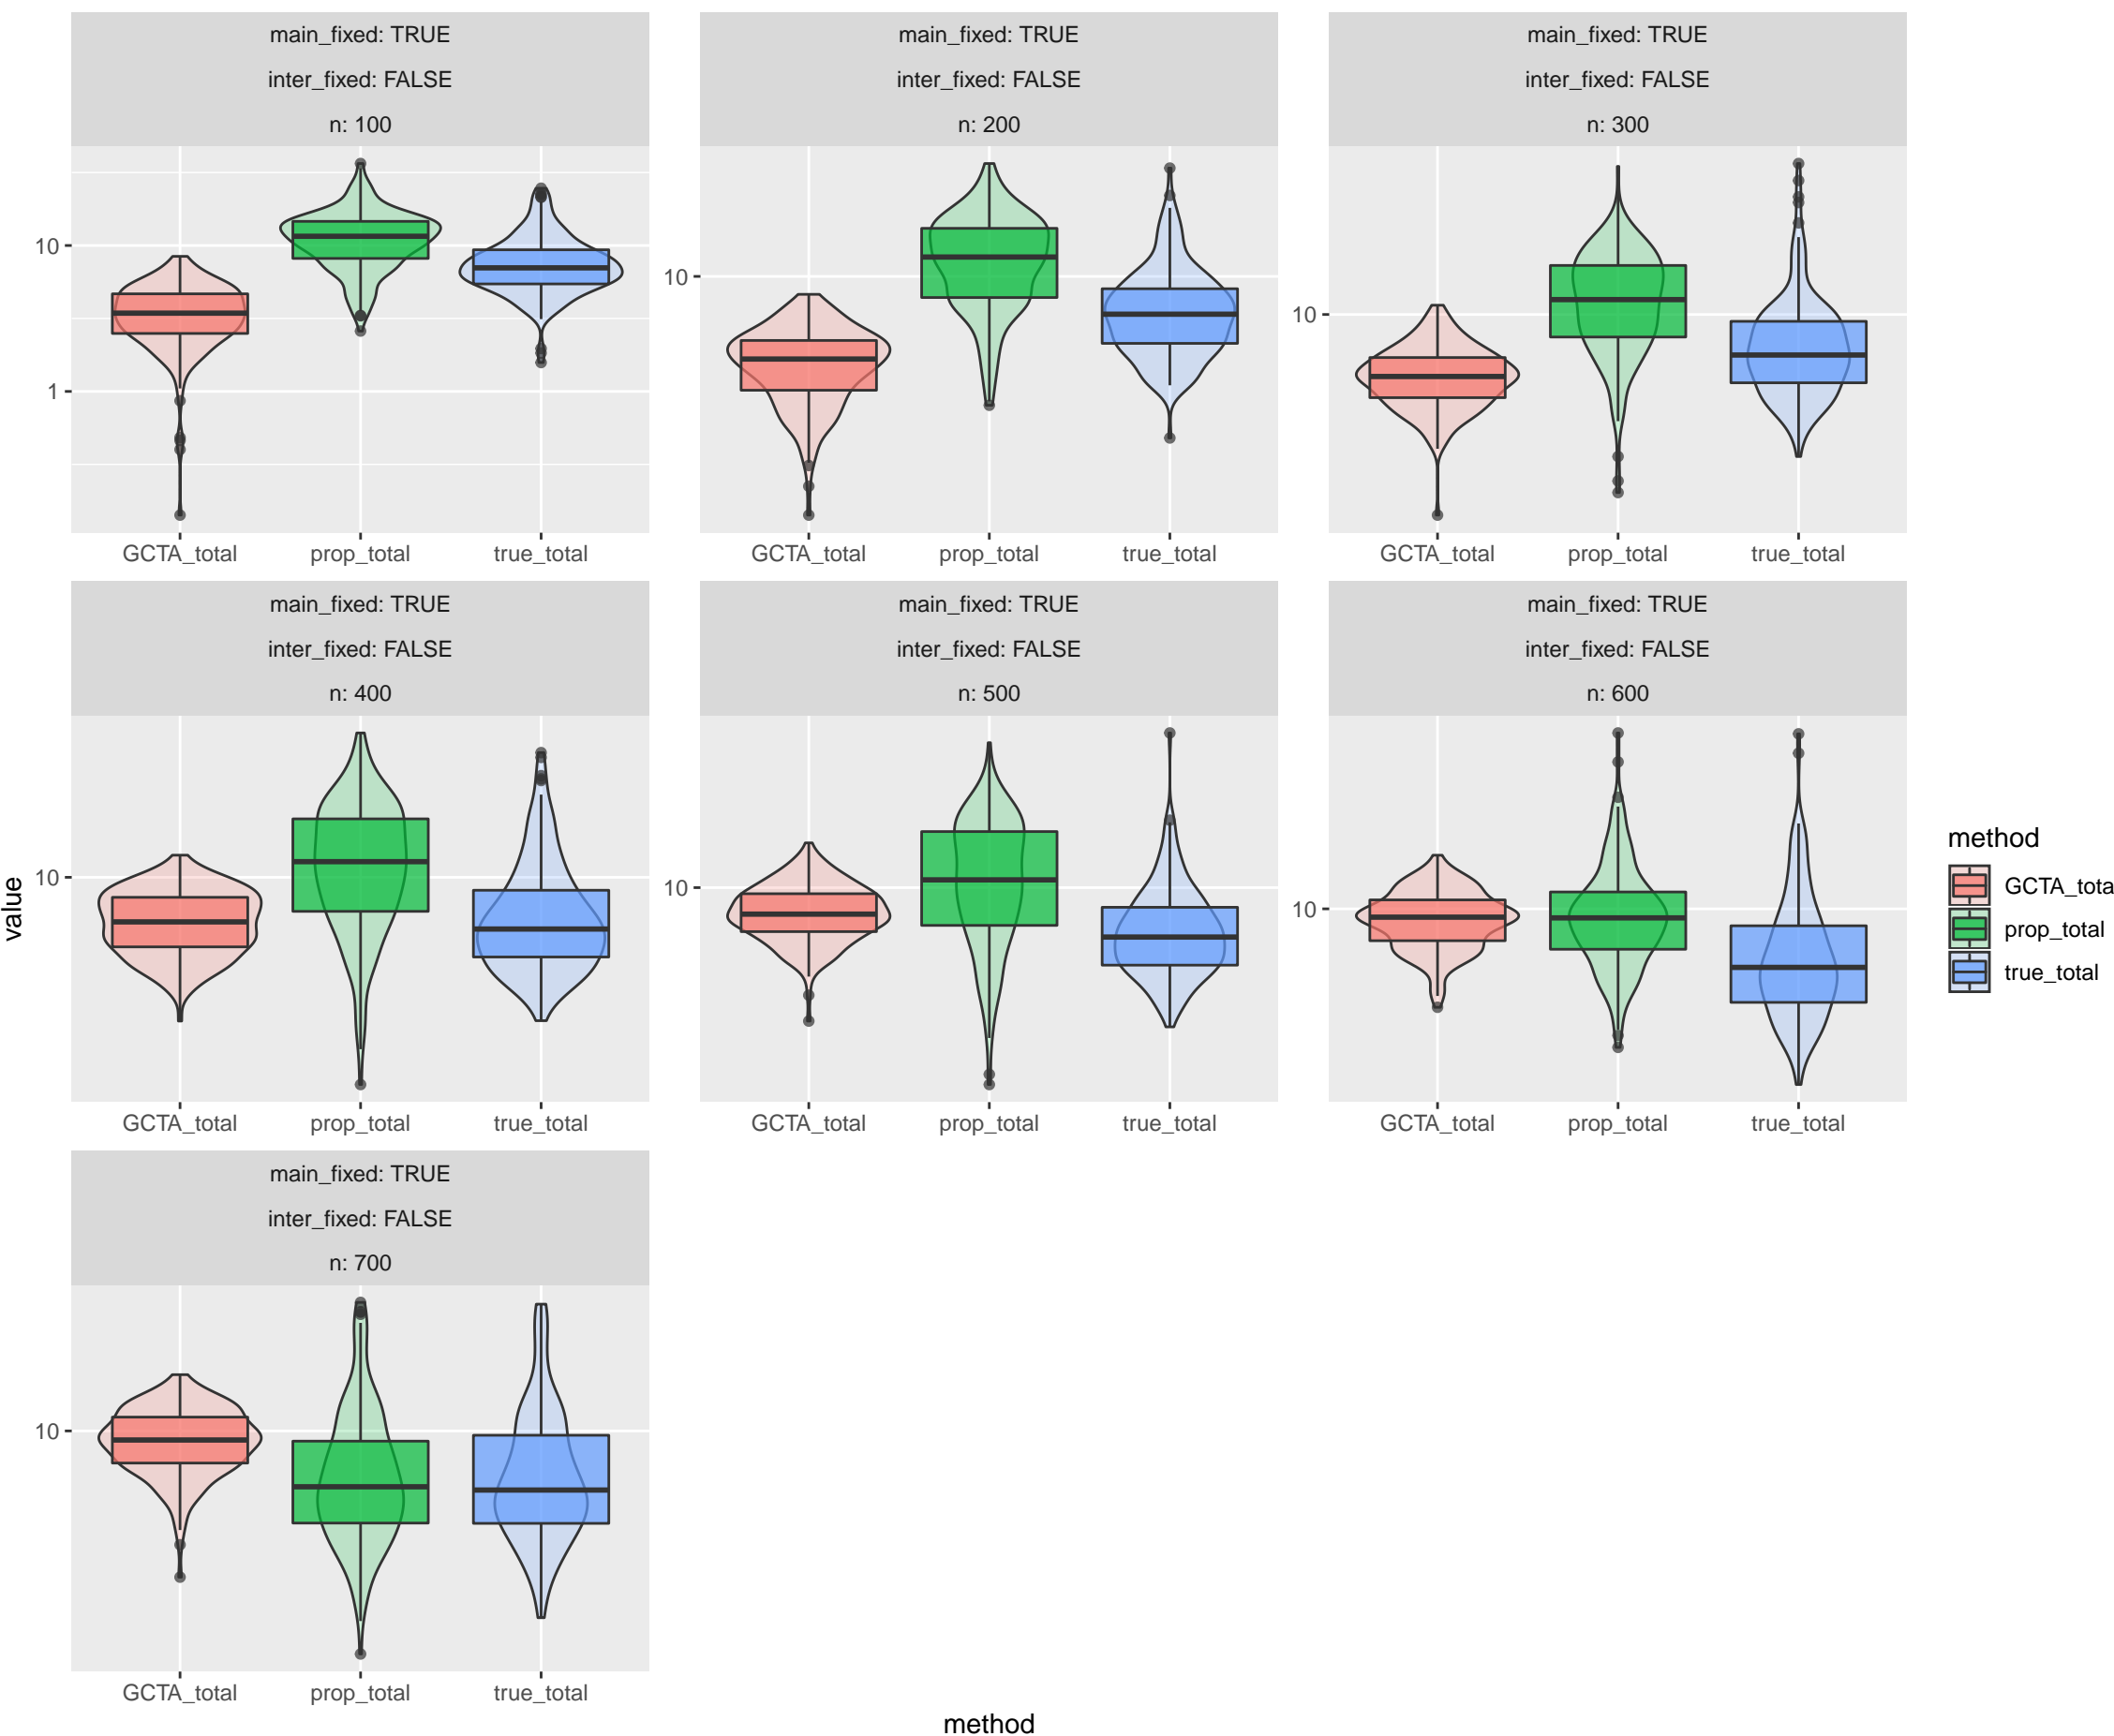 main_fixed: TRUE
inter_fixed: FALSE
n: 100
10
1
GCTA_total
prop_total
true_total
main_fixed: TRUE
inter_fixed: FALSE
n: 200
10
GCTA_total
prop_total
true_total
main_fixed: TRUE
inter_fixed: FALSE
n: 300
10
GCTA_total
prop_total
true_total
main_fixed: TRUE
inter_fixed: FALSE
n: 400
10
GCTA_total
prop_total
true_total
main_fixed: TRUE
inter_fixed: FALSE
n: 500
10
GCTA_total
prop_total
true_total
main_fixed: TRUE
inter_fixed: FALSE
n: 600
10
GCTA_total
prop_total
true_total
main_fixed: TRUE
inter_fixed: FALSE
n: 700
10
GCTA_total
prop_total
true_total
value
method
method
GCTA_tota
prop_total
true_total